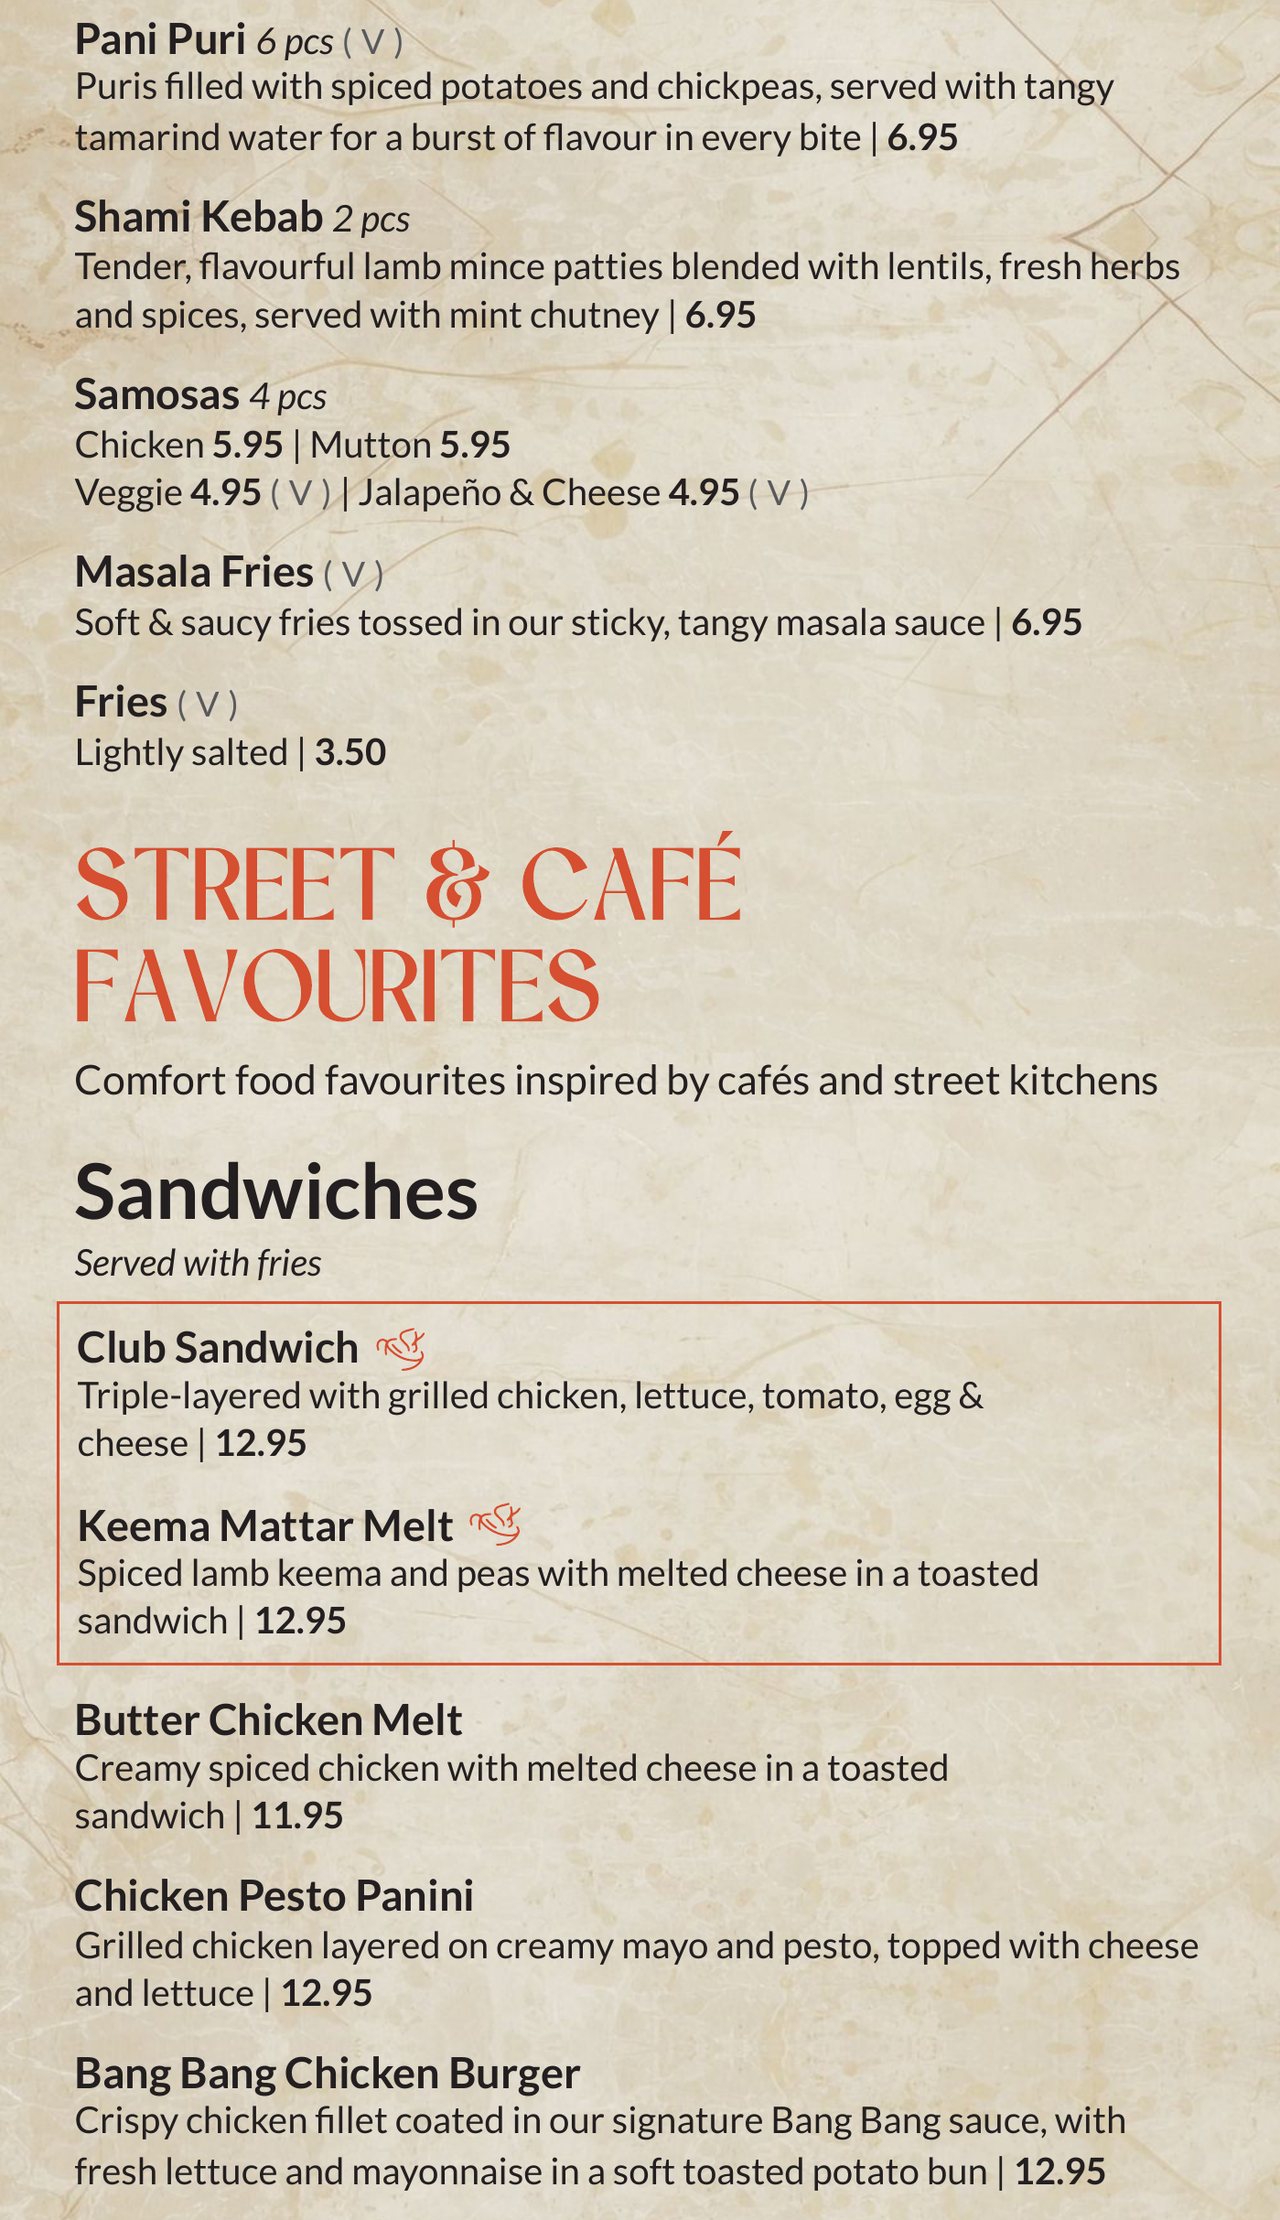 Pani Puri 6 pcs ( V )
Puris filled with spiced potatoes and chickpeas, served with tangy
tamarind water for a burst of flavour in every bite | 6.95
Shami Kebab 2 pcs
Tender, flavourful lamb mince patties blended with lentils, fresh herbs
and spices, served with mint chutney | 6.95
Samosas 4 pcs
Chicken 5.95 | Mutton 5.95
Veggie 4.95 ( V ) | Jalapeño & Cheese 4.95 ( V )
Masala Fries ( V )
Soft & saucy fries tossed in our sticky, tangy masala sauce | 6.95
Fries ( V )
Lightly salted | 3.50
STREET & CAFÉ
FAVOURITES
Comfort food favourites inspired by cafés and street kitchens
Sandwiches
Served with fries
Club Sandwich
Triple-layered with grilled chicken, lettuce, tomato, egg &
cheese | 12.95
Keema Mattar Melt
Spiced lamb keema and peas with melted cheese in a toasted
sandwich | 12.95
Butter Chicken Melt
Creamy spiced chicken with melted cheese in a toasted
sandwich | 11.95
Chicken Pesto Panini
Grilled chicken layered on creamy mayo and pesto, topped with cheese
and lettuce | 12.95
Bang Bang Chicken Burger
Crispy chicken fillet coated in our signature Bang Bang sauce, with
fresh lettuce and mayonnaise in a soft toasted potato bun | 12.95